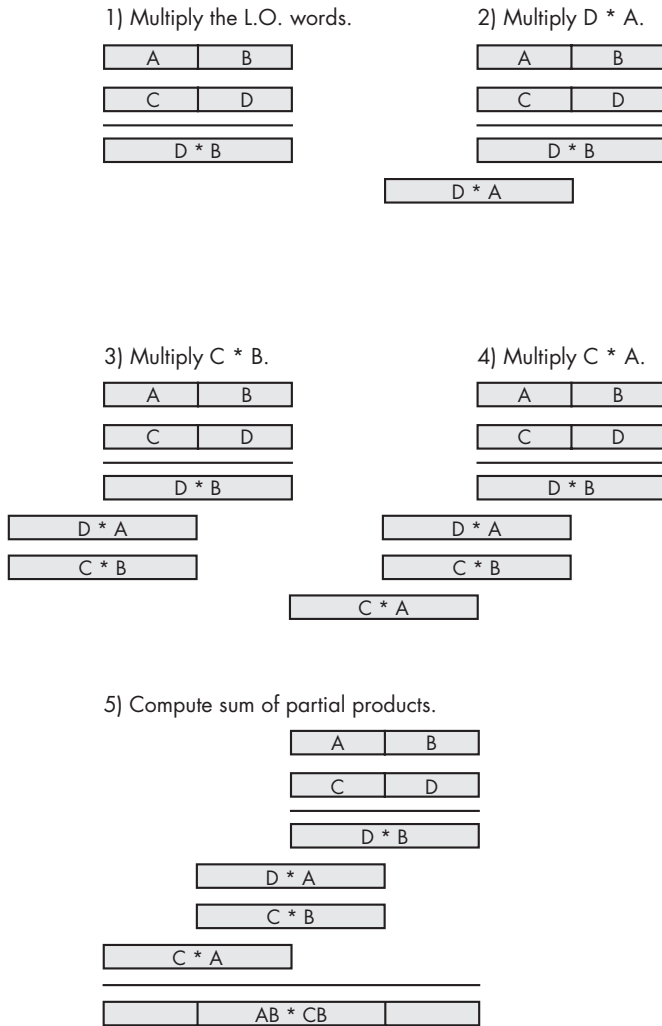 1) Multiply the L.O. words.
A B
C D
D * B
2) Multiply D * A.
A B
C D
D * B
D * A
3) Multiply C * B.
A B
C D
D * B
D * A
C * B
4) Multiply C * A.
A B
C D
D * B
D * A
C * B
C * A
5) Compute sum of partial products.
A B
C D
D * B
D * A
C * B
C * A
AB * CB